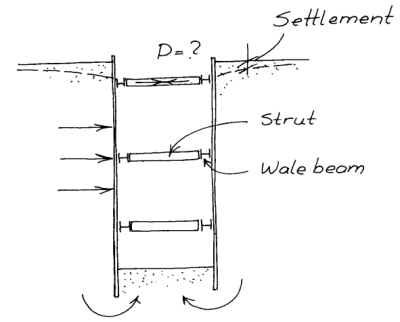 Settlement
D = ?
Strut
Wale beam